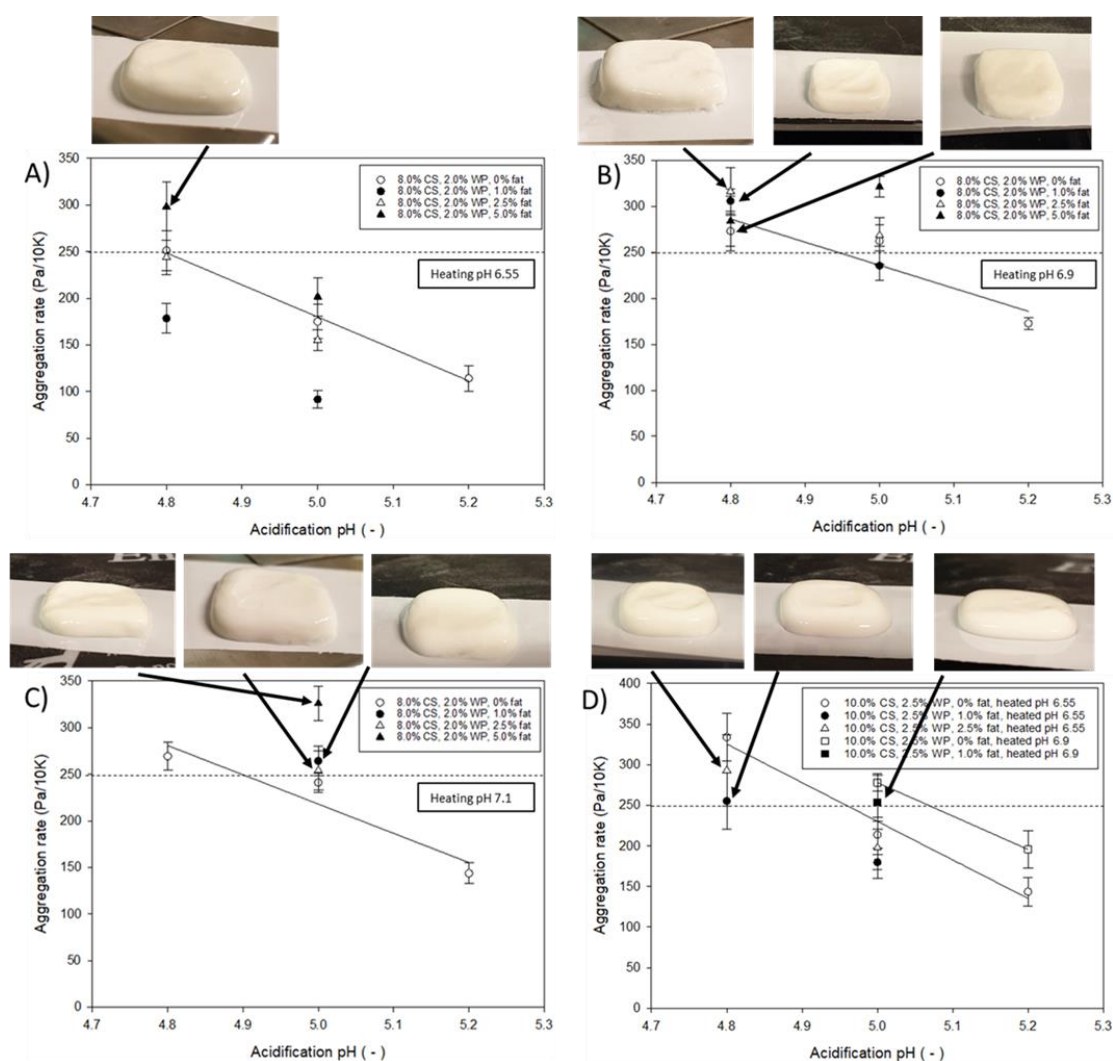 A)
Aggregation rate (Pa/10K)
350
300
250
200
150
100
50
0
8.0% CS, 2.0% WP, 0% fat
8.0% CS, 2.0% WP, 1.0% fat
8.0% CS, 2.0% WP, 2.5% fat
8.0% CS, 2.0% WP, 5.0% fat
Heating pH 6.55
4.7 4.8 4.9 5.0 5.1 5.2 5.3
Acidification pH ( - )
B)
Aggregation rate (Pa/10K)
350
300
250
200
150
100
50
0
8.0% CS, 2.0% WP, 0% fat
8.0% CS, 2.0% WP, 1.0% fat
8.0% CS, 2.0% WP, 2.5% fat
8.0% CS, 2.0% WP, 5.0% fat
Heating pH 6.9
4.7 4.8 4.9 5.0 5.1 5.2 5.3
Acidification pH ( - )
C)
Aggregation rate (Pa/10K)
350
300
250
200
150
100
50
0
8.0% CS, 2.0% WP, 0% fat
8.0% CS, 2.0% WP, 1.0% fat
8.0% CS, 2.0% WP, 2.5% fat
8.0% CS, 2.0% WP, 5.0% fat
Heating pH 7.1
4.7 4.8 4.9 5.0 5.1 5.2 5.3
Acidification pH ( - )
D)
Aggregation rate (Pa/10K)
400
350
300
250
200
150
100
50
0
10.0% CS, 2.5% WP, 0% fat, heated pH 6.55
10.0% CS, 2.5% WP, 1.0% fat, heated pH 6.55
10.0% CS, 2.5% WP, 2.5% fat, heated pH 6.55
10.0% CS, 2.5% WP, 0% fat, heated pH 6.9
10.0% CS, 2.5% WP, 1.0% fat, heated pH 6.9
4.7 4.8 4.9 5.0 5.1 5.2 5.3
Acidification pH ( - )